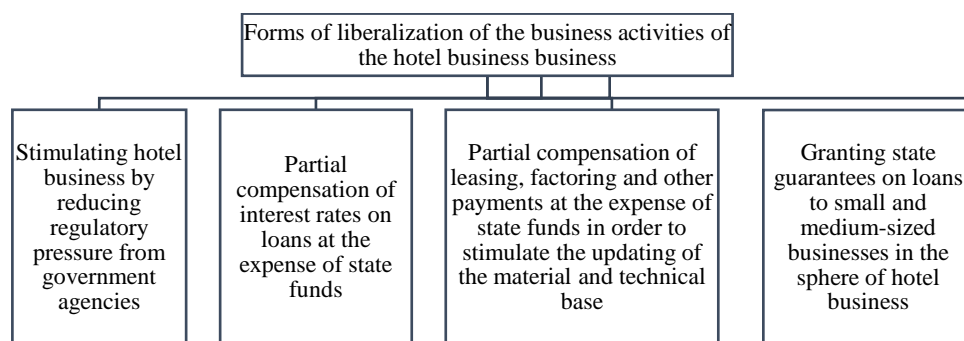 Forms of liberalization of the business activities of
the hotel business business
Stimulating hotel
business by
reducing
regulatory
pressure from
government
agencies
Partial
compensation of
interest rates on
loans at the
expense of state
funds
Partial compensation of
leasing, factoring and other
payments at the expense of
state funds in order to
stimulate the updating of
the material and technical
base
Granting state
guarantees on loans
to small and
medium-sized
businesses in the
sphere of hotel
business